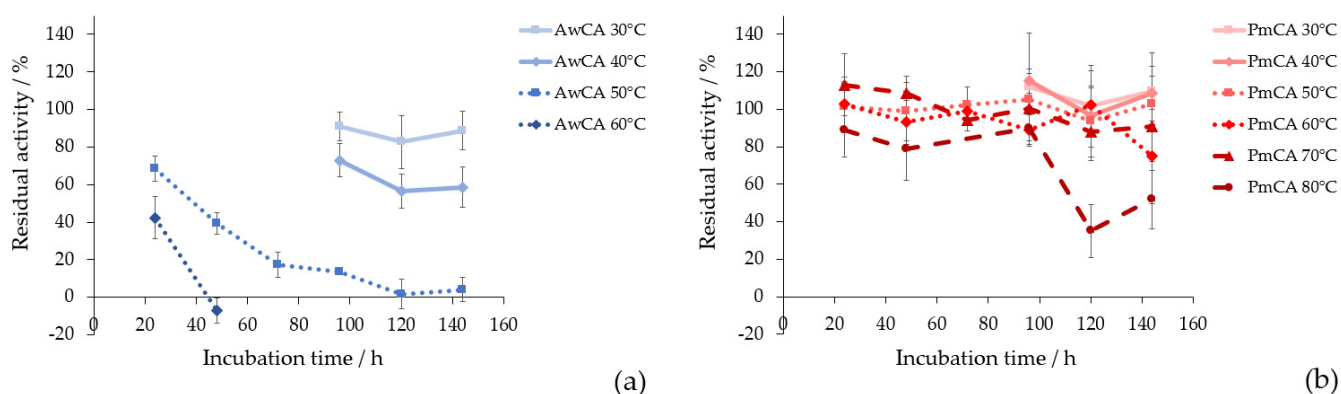 Residual activity / %
140
120
100
80
60
40
20
0
-20
0
20
40
60
80
100
120
140
160
Incubation time / h
AwCA 30°C
AwCA 40°C
AwCA 50°C
AwCA 60°C
(a)
Residual activity / %
140
120
100
80
60
40
20
0
-20
0
20
40
60
80
100
120
140
160
Incubation time / h
PmCA 30°C
PmCA 40°C
PmCA 50°C
PmCA 60°C
PmCA 70°C
PmCA 80°C
(b)